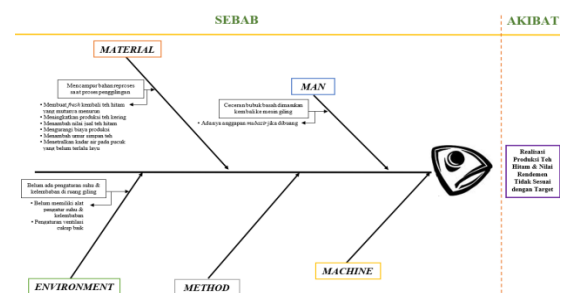 SEBAB
AKIBAT
MATERIAL
Mencampur bahan reproses
saat proses penggilingan
• Membuat fresh kembali teh hitam
yang mutunya menurun
• Meningkatkan produksi teh kering
• Menambah nilai jual teh hitam
• Mengurangi biaya produksi
• Menambah umur simpan teh
• Menetralkan kadar air pada pucuk
yang belum terlalu layu
MAN
Ceceran bubuk basah dimasukan
kembali ke mesin giling
• Adanya anggapan mubazir jika dibuang
Realisasi
Produksi Teh
Hitam & Nilai
Rendemen
Tidak Sesuai
dengan Target
Belum ada pengaturan suhu &
kelembaban di ruang giling
• Belum memiliki alat
pengatur suhu &
kelembaban
• Pengaturan ventilasi
cukup baik
ENVIRONMENT
METHOD
MACHINE